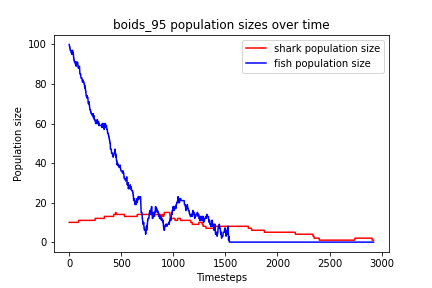 boids_95 population sizes over time
shark population size
fish population size
Population size
100
80
60
40
20
0
0 500 1000 1500 2000 2500 3000
Timesteps